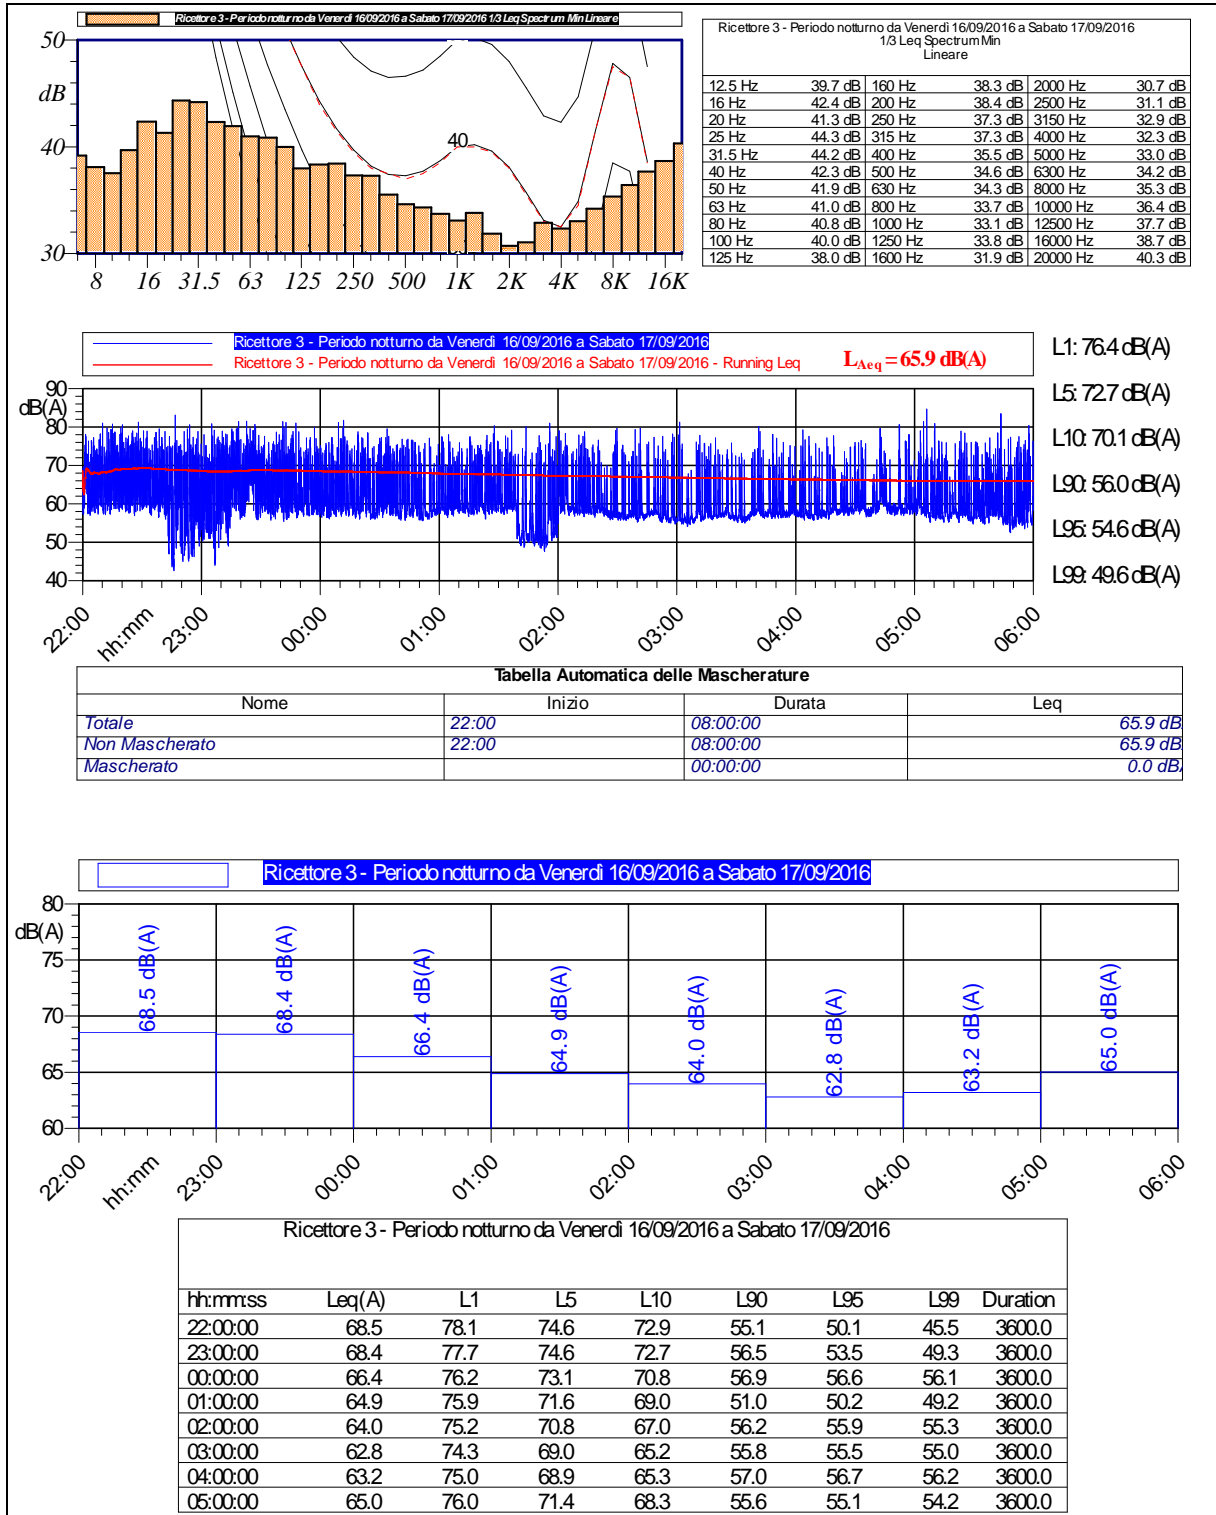 Ricettore 3 - Periodo notturno da Venerdì 16/09/2016 a Sabato 17/09/2016 1/3 Leq Spectrum Min Lineare
50
dB
40
30
40
8 16 31.5 63 125 250 500 1K 2K 4K 8K 16K
Ricettore 3 - Periodo notturno da Venerdì 16/09/2016 a Sabato 17/09/2016
1/3 Leq Spectrum Min
Lineare
12.5 Hz 39.7 dB 160 Hz 38.3 dB 2000 Hz 30.7 dB
16 Hz 42.4 dB 200 Hz 38.4 dB 2500 Hz 31.1 dB
20 Hz 41.3 dB 250 Hz 37.3 dB 3150 Hz 32.9 dB
25 Hz 44.3 dB 315 Hz 37.3 dB 4000 Hz 32.3 dB
31.5 Hz 44.2 dB 400 Hz 35.5 dB 5000 Hz 33.0 dB
40 Hz 42.3 dB 500 Hz 34.6 dB 6300 Hz 34.2 dB
50 Hz 41.9 dB 630 Hz 34.3 dB 8000 Hz 35.3 dB
63 Hz 41.0 dB 800 Hz 33.7 dB 10000 Hz 36.4 dB
80 Hz 40.8 dB 1000 Hz 33.1 dB 12500 Hz 37.7 dB
100 Hz 40.0 dB 1250 Hz 33.8 dB 16000 Hz 38.7 dB
125 Hz 38.0 dB 1600 Hz 31.9 dB 20000 Hz 40.3 dB
Ricettore 3 - Periodo notturno da Venerdì 16/09/2016 a Sabato 17/09/2016
Ricettore 3 - Periodo notturno da Venerdì 16/09/2016 a Sabato 17/09/2016 - Running Leq
LAeq = 65.9 dB(A)
90
dB(A)
80
70
60
50
40
22:00 hh:mm 23:00 00:00 01:00 02:00 03:00 04:00 05:00 06:00
L1: 76.4 dB(A)
L5: 72.7 dB(A)
L10: 70.1 dB(A)
L90: 56.0 dB(A)
L95: 54.6 dB(A)
L99: 49.6 dB(A)
Tabella Automatica delle Mascherature
Nome Inizio Durata Leq
Totale 22:00 08:00:00 65.9 dB
Non Mascherato 22:00 08:00:00 65.9 dB
Mascherato 00:00:00 0.0 dB
Ricettore 3 - Periodo notturno da Venerdì 16/09/2016 a Sabato 17/09/2016
80
dB(A)
75
70
65
60
68.5 dB(A)
68.4 dB(A)
66.4 dB(A)
64.9 dB(A)
64.0 dB(A)
62.8 dB(A)
63.2 dB(A)
65.0 dB(A)
22:00 hh:mm 23:00 00:00 01:00 02:00 03:00 04:00 05:00 06:00
Ricettore 3 - Periodo notturno da Venerdì 16/09/2016 a Sabato 17/09/2016
hh:mm:ss Leq(A) L1 L5 L10 L90 L95 L99 Duration
22:00:00 68.5 78.1 74.6 72.9 55.1 50.1 45.5 3600.0
23:00:00 68.4 77.7 74.6 72.7 56.5 53.5 49.3 3600.0
00:00:00 66.4 76.2 73.1 70.8 56.9 56.6 56.1 3600.0
01:00:00 64.9 75.9 71.6 69.0 51.0 50.2 49.2 3600.0
02:00:00 64.0 75.2 70.8 67.0 56.2 55.9 55.3 3600.0
03:00:00 62.8 74.3 69.0 65.2 55.8 55.5 55.0 3600.0
04:00:00 63.2 75.0 68.9 65.3 57.0 56.7 56.2 3600.0
05:00:00 65.0 76.0 71.4 68.3 55.6 55.1 54.2 3600.0